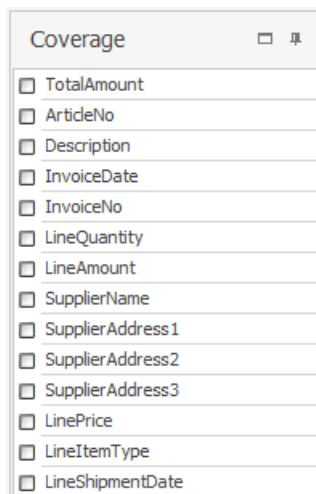 Coverage
TotalAmount
ArticleNo
Description
InvoiceDate
InvoiceNo
LineQuantity
LineAmount
SupplierName
SupplierAddress1
SupplierAddress2
SupplierAddress3
LinePrice
LineItemType
LineShipmentDate